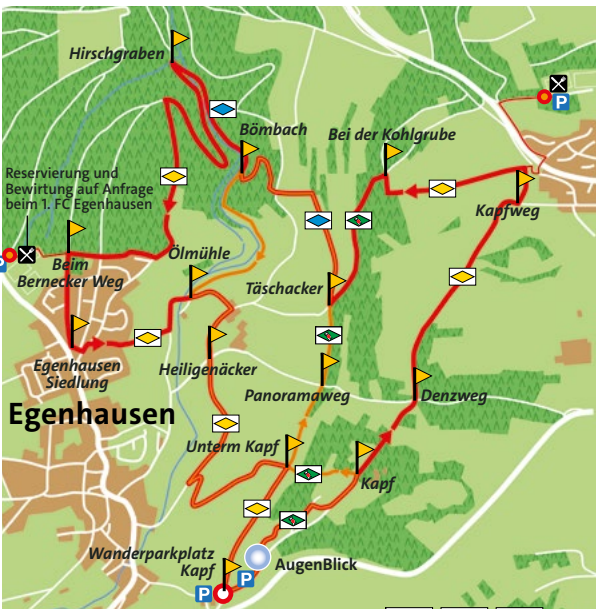 Hirschgraben
Bömbach
Bei der Kohlgrube
P
Reservierung und
Bewirtung auf Anfrage
beim 1. FC Egenhausen
Kapfweg
Beim
Bernecker Weg
Ölmühle
Täschacker
P
Egenhausen
Siedlung
Heiligenäcker
Panoramaweg
Denzweg
Egenhausen
Unterm Kapf
Kapf
Wanderparkplatz
Kapf
AugenBlick
P
P